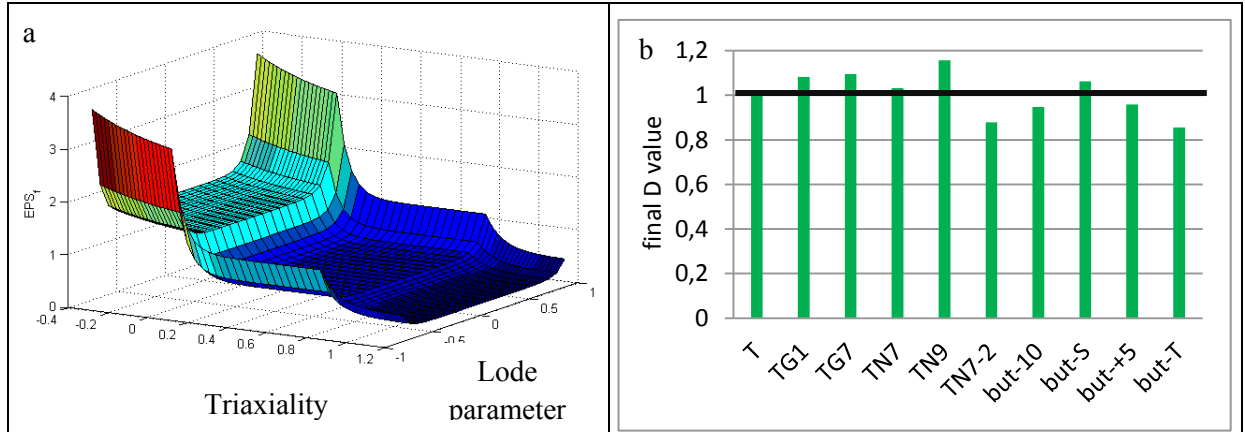 a
4
3
2
1
0
EPSf
-0.4
-0.2
0
0.2
0.4
0.6
0.8
1
1.2
-1
-0.5
0
0.5
1
Triaxiality
Lode
parameter
b
1,2
1
0,8
0,6
0,4
0,2
0
final D value
T
TG1
TG7
TN7
TN9
TN7-2
but-10
but-S
but-+5
but-T